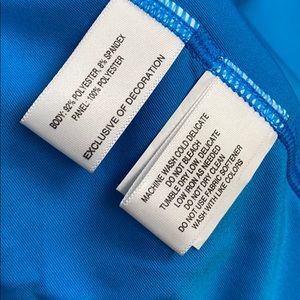 BODY: 92% POLYESTER, 8% SPANDEX
PANEL: 100% POLYESTER
EXCLUSIVE OF DECORATION
MACHINE WASH COLD DELICATE
DO NOT BLEACH
TUMBLE DRY LOW, DELICATE
LOW IRON AS NEEDED
DO NOT DRY CLEAN
DO NOT USE FABRIC SOFTENER
WASH WITH LIKE COLORS